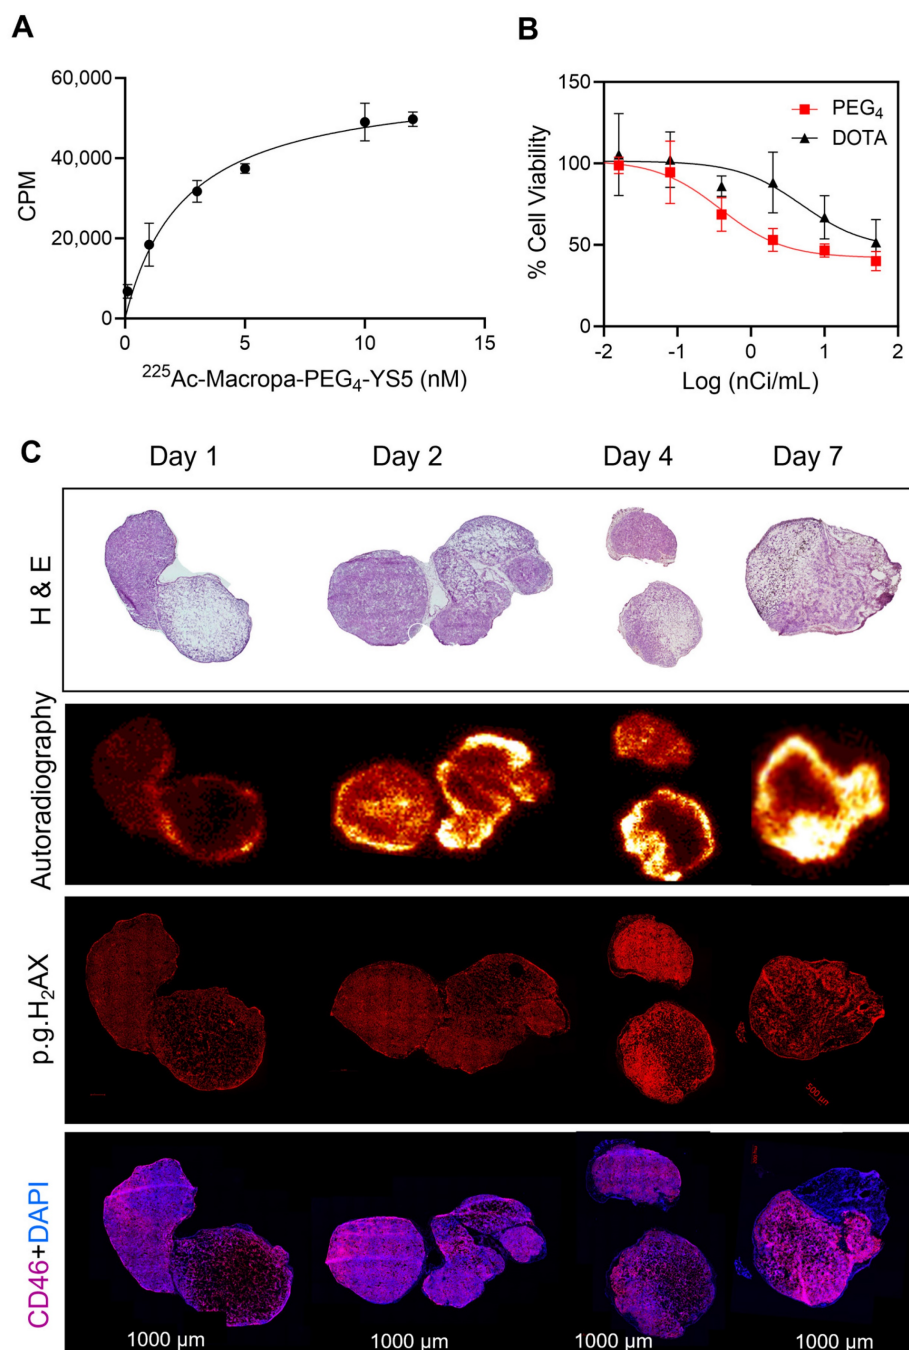 A
B
60,000
40,000
20,000
0
CPM
0 5 10 15
²²⁵Ac-Macropa-PEG₄-YS5 (nM)
150
100
50
0
% Cell Viability
PEG₄
DOTA
-2 -1 0 1 2
Log (nCi/mL)
C
Day 1 Day 2 Day 4 Day 7
H & E
Autoradiography
p.g.H₂AX
500 µm
CD46+DAPI
1000 µm 1000 µm 1000 µm 1000 µm